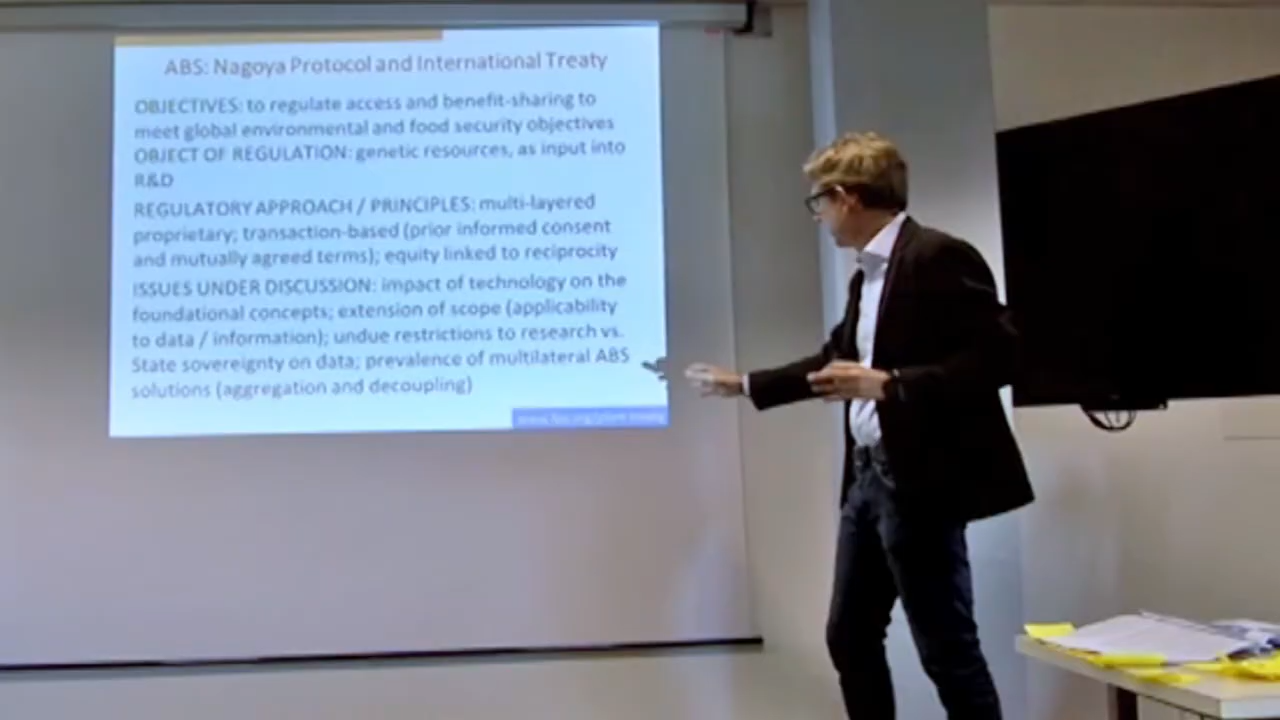 ABS: Nagoya Protocol and International Treaty
OBJECTIVES: to regulate access and benefit-sharing to
meet global environmental and food security objectives
OBJECT OF REGULATION: genetic resources, as input into
R&D
REGULATORY APPROACH / PRINCIPLES: multi-layered
proprietary; transaction-based (prior informed consent
and mutually agreed terms); equity linked to reciprocity
ISSUES UNDER DISCUSSION: impact of technology on the
foundational concepts; extension of scope (applicability
to data / information); undue restrictions to research vs.
State sovereignty on data; prevalence of multilateral ABS
solutions (aggregation and decoupling)